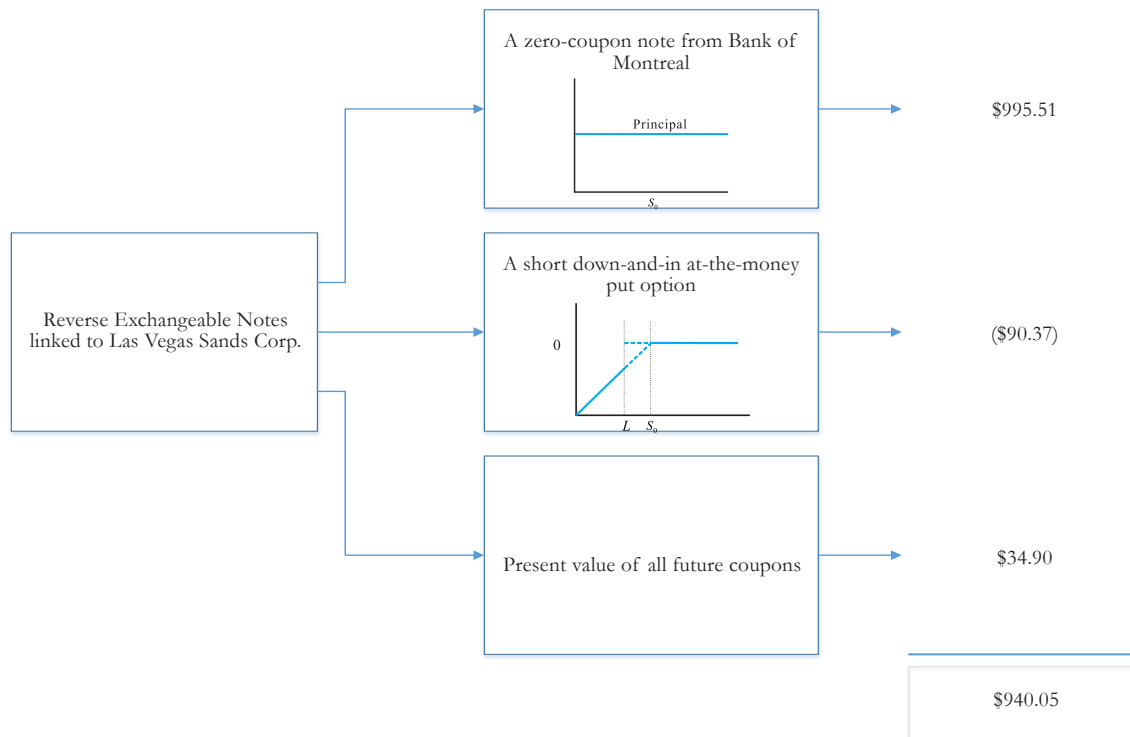 A zero-coupon note from Bank of
Montreal
Principal
S₀
$995.51
Reverse Exchangeable Notes
linked to Las Vegas Sands Corp.
A short down-and-in at-the-money
put option
0
L S₀
($90.37)
Present value of all future coupons
$34.90
$940.05